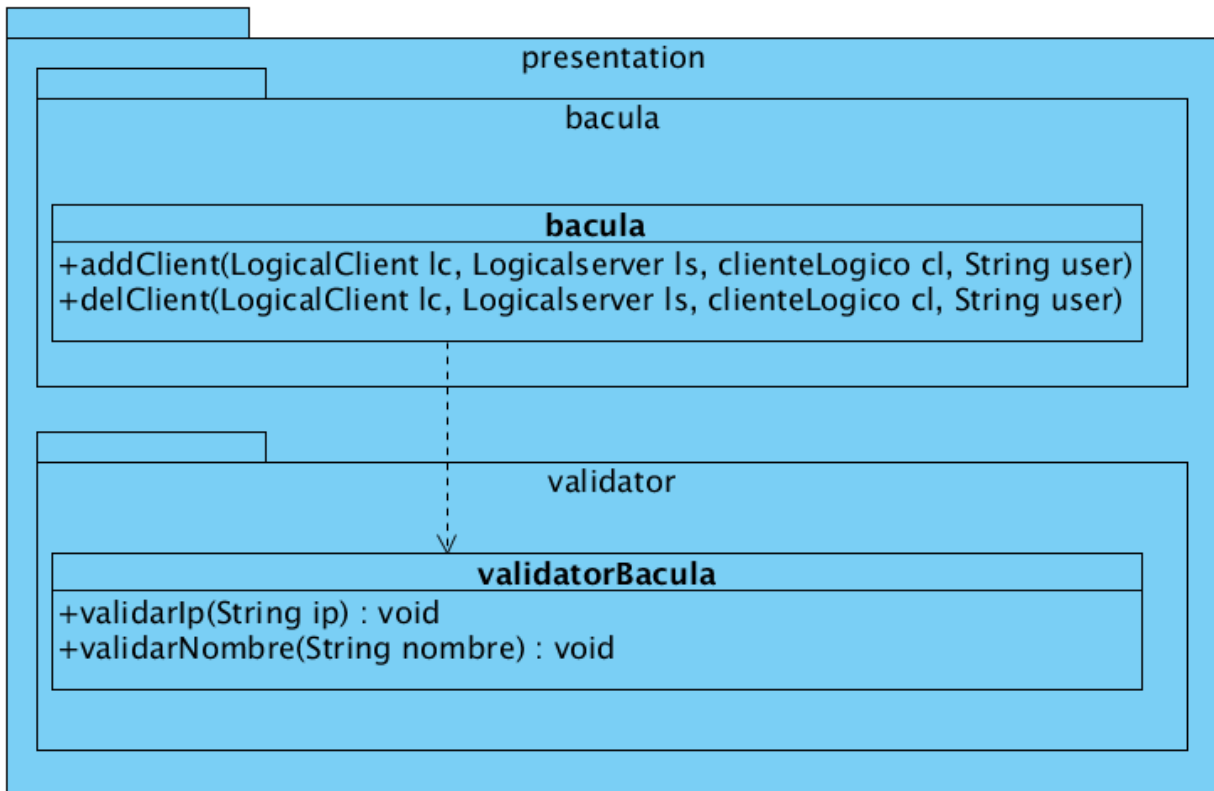 presentation
bacula
bacula
+addClient(LogicalClient lc, Logicalserver ls, clienteLogico cl, String user)
+delClient(LogicalClient lc, Logicalserver ls, clienteLogico cl, String user)
validator
validatorBacula
+validarIp(String ip) : void
+validarNombre(String nombre) : void